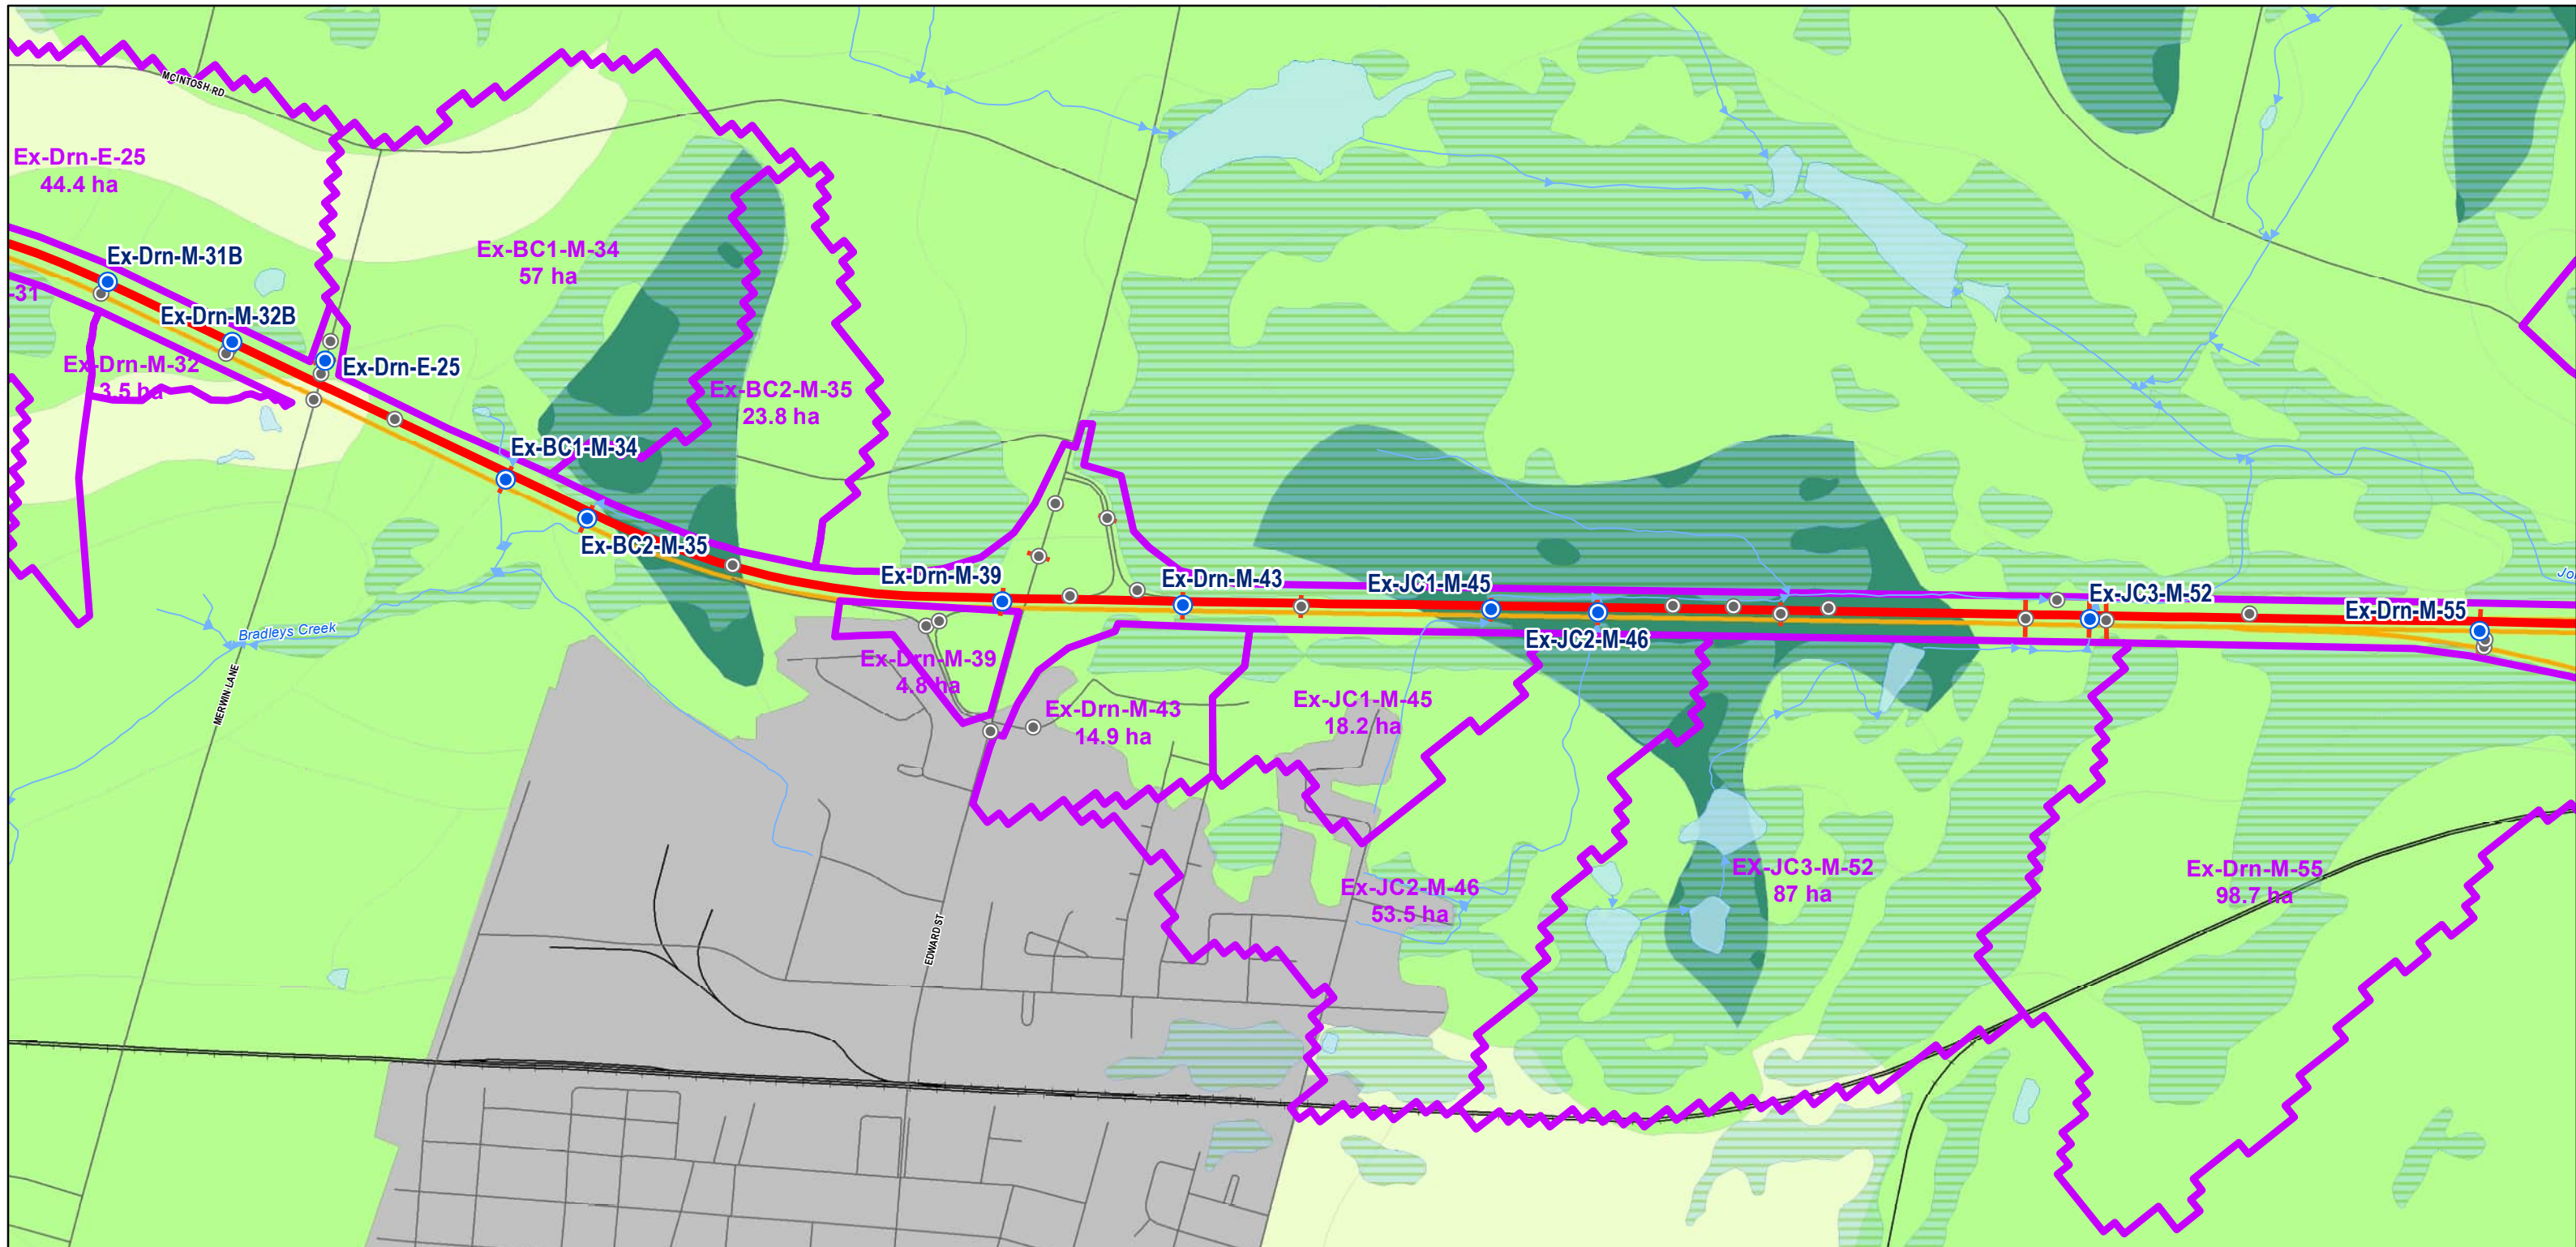 MCINTOSH RD
Ex-Drn-E-25
44.4 ha
Ex-BC1-M-34
57 ha
Ex-Drn-M-31B
-31
Ex-Drn-M-32B
Ex-Drn-M-32
3.5 ha
Ex-Drn-E-25
Ex-BC2-M-35
23.8 ha
Ex-BC1-M-34
Ex-BC2-M-35
Ex-Drn-M-39
Ex-Drn-M-43
Ex-JC1-M-45
Ex-JC3-M-52
Ex-Drn-M-55
Ex-JC2-M-46
Bradleys Creek
MERWIN LANE
Ex-Drn-M-39
4.8 ha
Ex-Drn-M-43
14.9 ha
Ex-JC1-M-45
18.2 ha
Ex-JC2-M-46
53.5 ha
EX-JC3-M-52
87 ha
Ex-Drn-M-55
98.7 ha
EDWARD ST